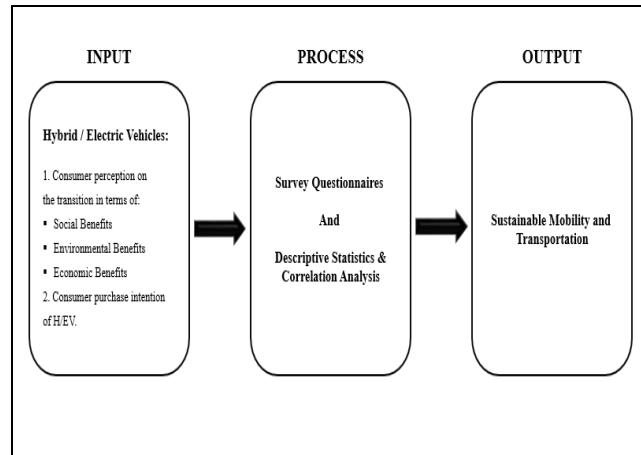 INPUT
PROCESS
OUTPUT
Hybrid / Electric Vehicles:
1. Consumer perception on
the transition in terms of:
▪ Social Benefits
▪ Environmental Benefits
▪ Economic Benefits
2. Consumer purchase intention
of H/EV.
Survey Questionnaires
And
Descriptive Statistics &
Correlation Analysis
Sustainable Mobility and
Transportation